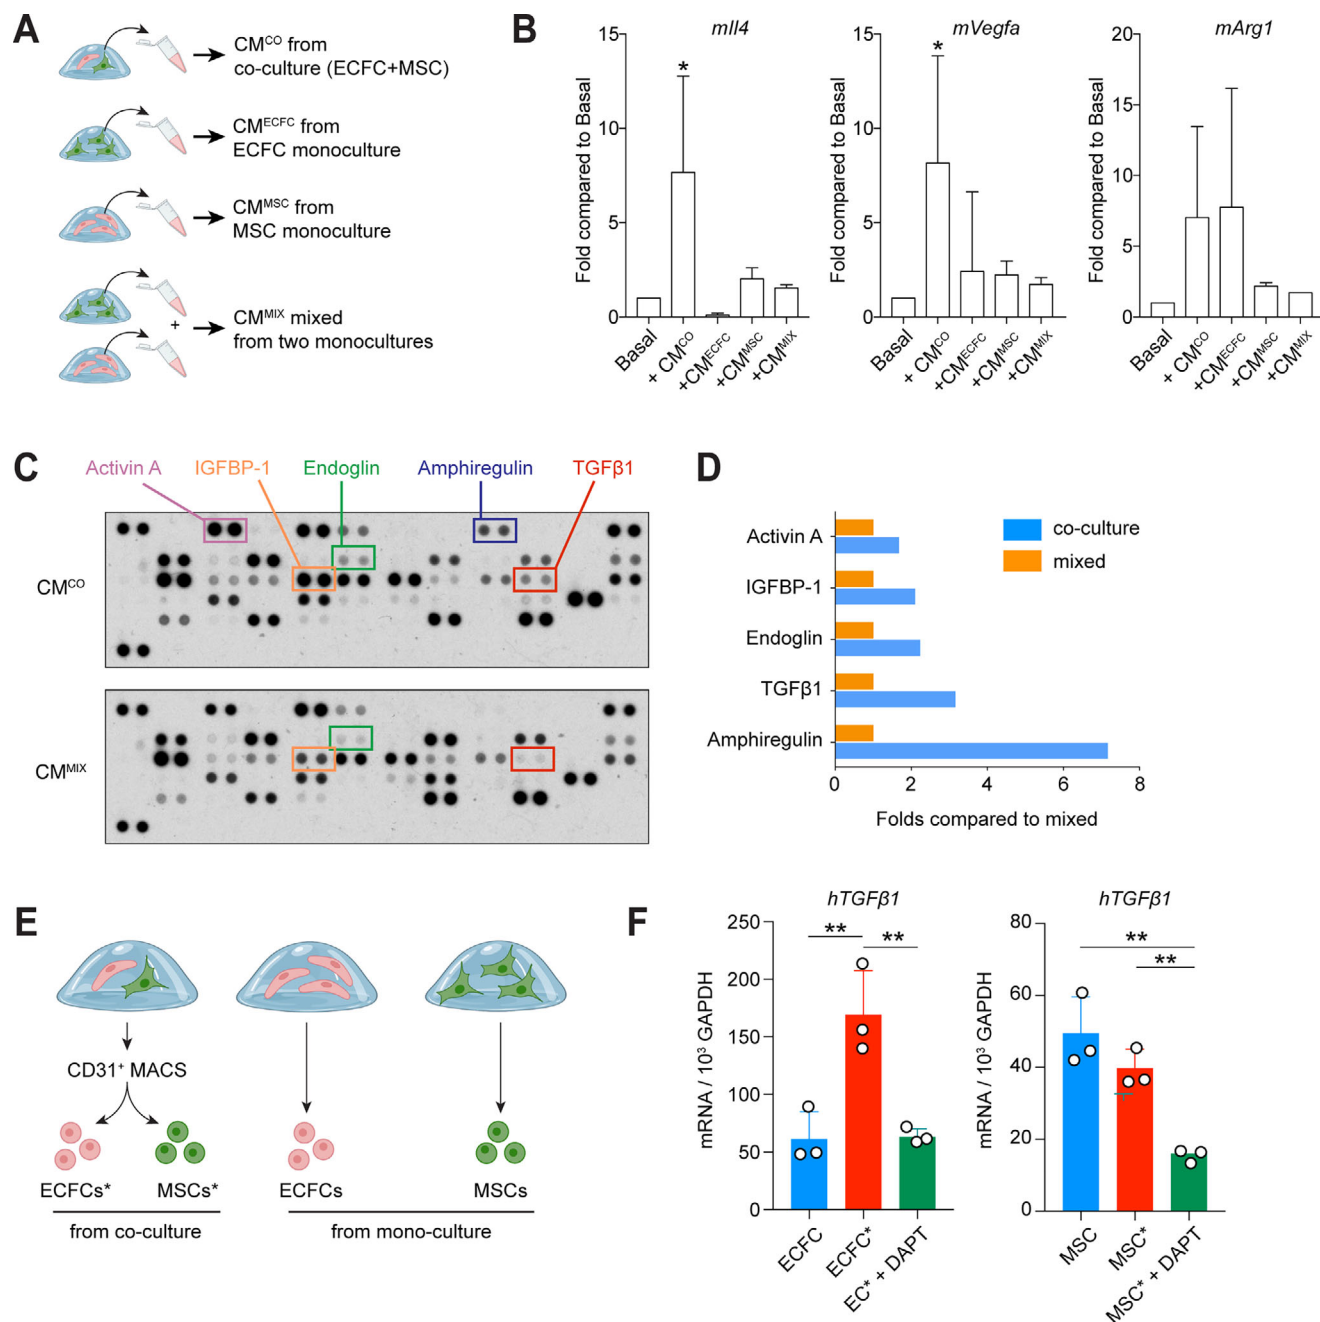 A
CM^CO from
co-culture (ECFC+MSC)
CM^ECFC from
ECFC monoculture
CM^MSC from
MSC monoculture
+
CM^MIX mixed
from two monocultures
B
mIl4
Fold compared to Basal
15
10
5
0
*
Basal
+ CM^CO
+CM^ECFC
+CM^MSC
+CM^MIX
mVegfa
Fold compared to Basal
15
10
5
0
*
Basal
+ CM^CO
+CM^ECFC
+CM^MSC
+CM^MIX
mArg1
Fold compared to Basal
20
15
10
5
0
Basal
+ CM^CO
+CM^ECFC
+CM^MSC
+CM^MIX
C
Activin A
IGFBP-1
Endoglin
Amphiregulin
TGFβ1
CM^CO
CM^MIX
D
Activin A
IGFBP-1
Endoglin
TGFβ1
Amphiregulin
co-culture
mixed
0 2 4 6 8
Folds compared to mixed
E
CD31⁺ MACS
ECFCs* MSCs* ECFCs MSCs
from co-culture from mono-culture
F
hTGFβ1
mRNA / 10³ GAPDH
250
200
150
100
50
0
** **
ECFC
ECFC*
EC* + DAPT
hTGFβ1
mRNA / 10³ GAPDH
80
60
40
20
0
**
**
MSC
MSC*
MSC* + DAPT